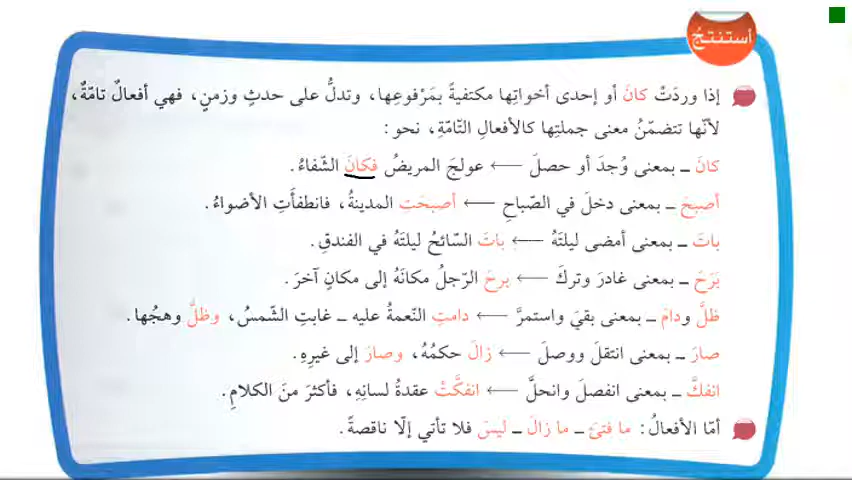 أستنتجُ
إذا وردَتْ كانَ أو إحدى أخواتِها مكتفيةً بمَرْفوعِها، وتدلُّ على حدثٍ وزمنٍ، فهي أفعالٌ تامّةٌ،
لأنّها تتضمّنُ معنى جملتِها كالأفعالِ التّامّةِ، نحو:
كانَ ـ بمعنى وُجدَ أو حصلَ ← عولجَ المريضُ فكانَ الشّفاءُ.
أصبحَ ـ بمعنى دخلَ في الصّباحِ ← أصبحَتِ المدينةُ، فانطفأَتِ الأضواءُ.
باتَ ـ بمعنى أمضى ليلتَهُ ← باتَ السّائحُ ليلتَهُ في الفندقِ.
بَرَحَ ـ بمعنى غادرَ وتركَ ← برحَ الرّجلُ مكانَهُ إلى مكانٍ آخرَ.
ظلَّ ودامَ ـ بمعنى بقيَ واستمرَّ ← دامتِ النّعمةُ عليه ـ غابتِ الشّمسُ، وظلَّ وهجُها.
صارَ ـ بمعنى انتقلَ ووصلَ ← زالَ حكمُهُ، وصارَ إلى غيرِهِ.
انفكَّ ـ بمعنى انفصلَ وانحلَّ ← انفكَّتْ عقدةُ لسانِهِ، فأكثرَ منَ الكلامِ.
أمّا الأفعالُ: ما فتئَ ـ ما زالَ ـ ليسَ فلا تأتي إلّا ناقصةً.